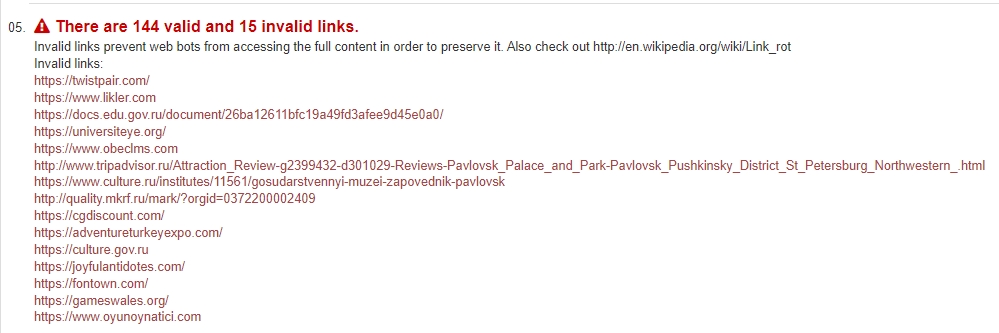 05. There are 144 valid and 15 invalid links.
Invalid links prevent web bots from accessing the full content in order to preserve it. Also check out http://en.wikipedia.org/wiki/Link_rot
Invalid links:
https://twistpair.com/
https://www.likler.com
https://docs.edu.gov.ru/document/26ba12611bfc19a49fd3afee9d45e0a0/
https://universiteye.org/
https://www.obeclms.com
http://www.tripadvisor.ru/Attraction_Review-g2399432-d301029-Reviews-Pavlovsk_Palace_and_Park-Pavlovsk_Pushkinsky_District_St_Petersburg_Northwestern_.html
https://www.culture.ru/institutes/11561/gosudarstvennyi-muzei-zapovednik-pavlovsk
http://quality.mkrf.ru/mark/?orgid=0372200002409
https://cgdiscount.com/
https://adventureturkeyexpo.com/
https://culture.gov.ru
https://joyfulantidotes.com/
https://fontown.com/
https://gameswales.org/
https://www.oyunoynatici.com